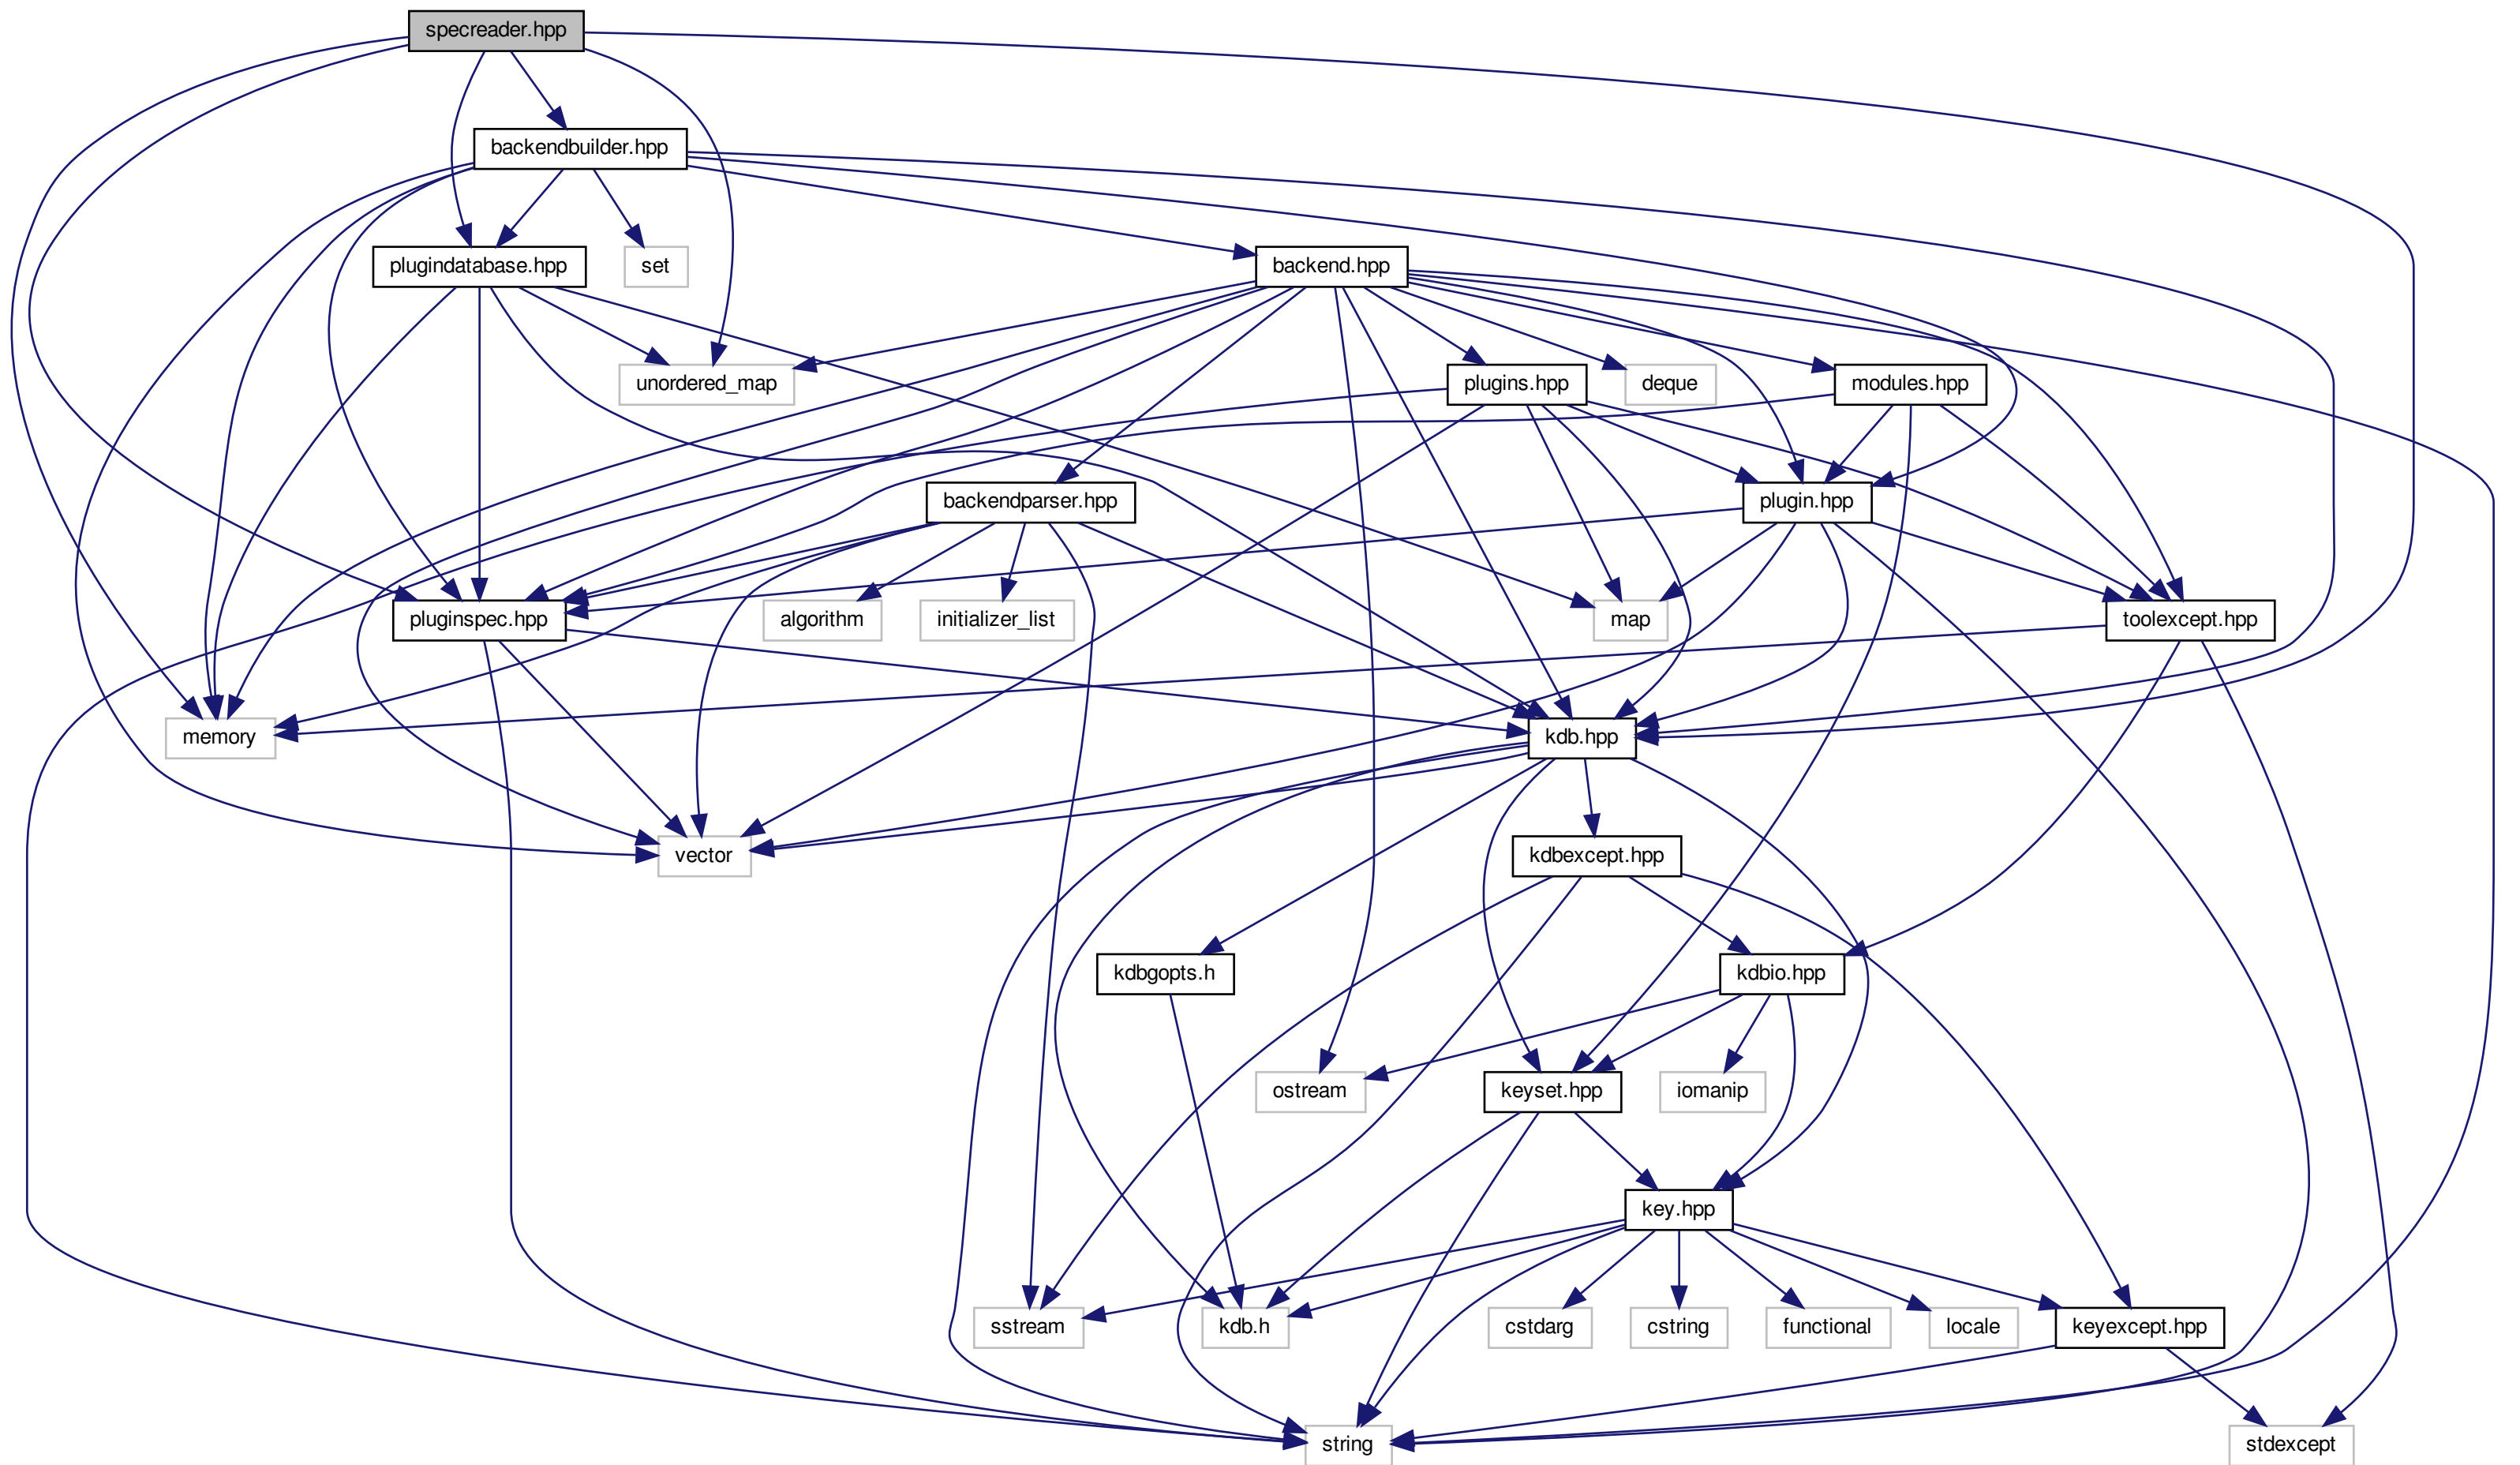 specreader.hpp
backendbuilder.hpp
plugindatabase.hpp
set
backend.hpp
unordered_map
plugins.hpp
deque
modules.hpp
backendparser.hpp
plugin.hpp
pluginspec.hpp
algorithm
initializer_list
map
toolexcept.hpp
memory
kdb.hpp
vector
kdbexcept.hpp
kdbgopts.h
kdbio.hpp
ostream
keyset.hpp
iomanip
key.hpp
sstream
kdb.h
cstdarg
cstring
functional
locale
keyexcept.hpp
string
stdexcept